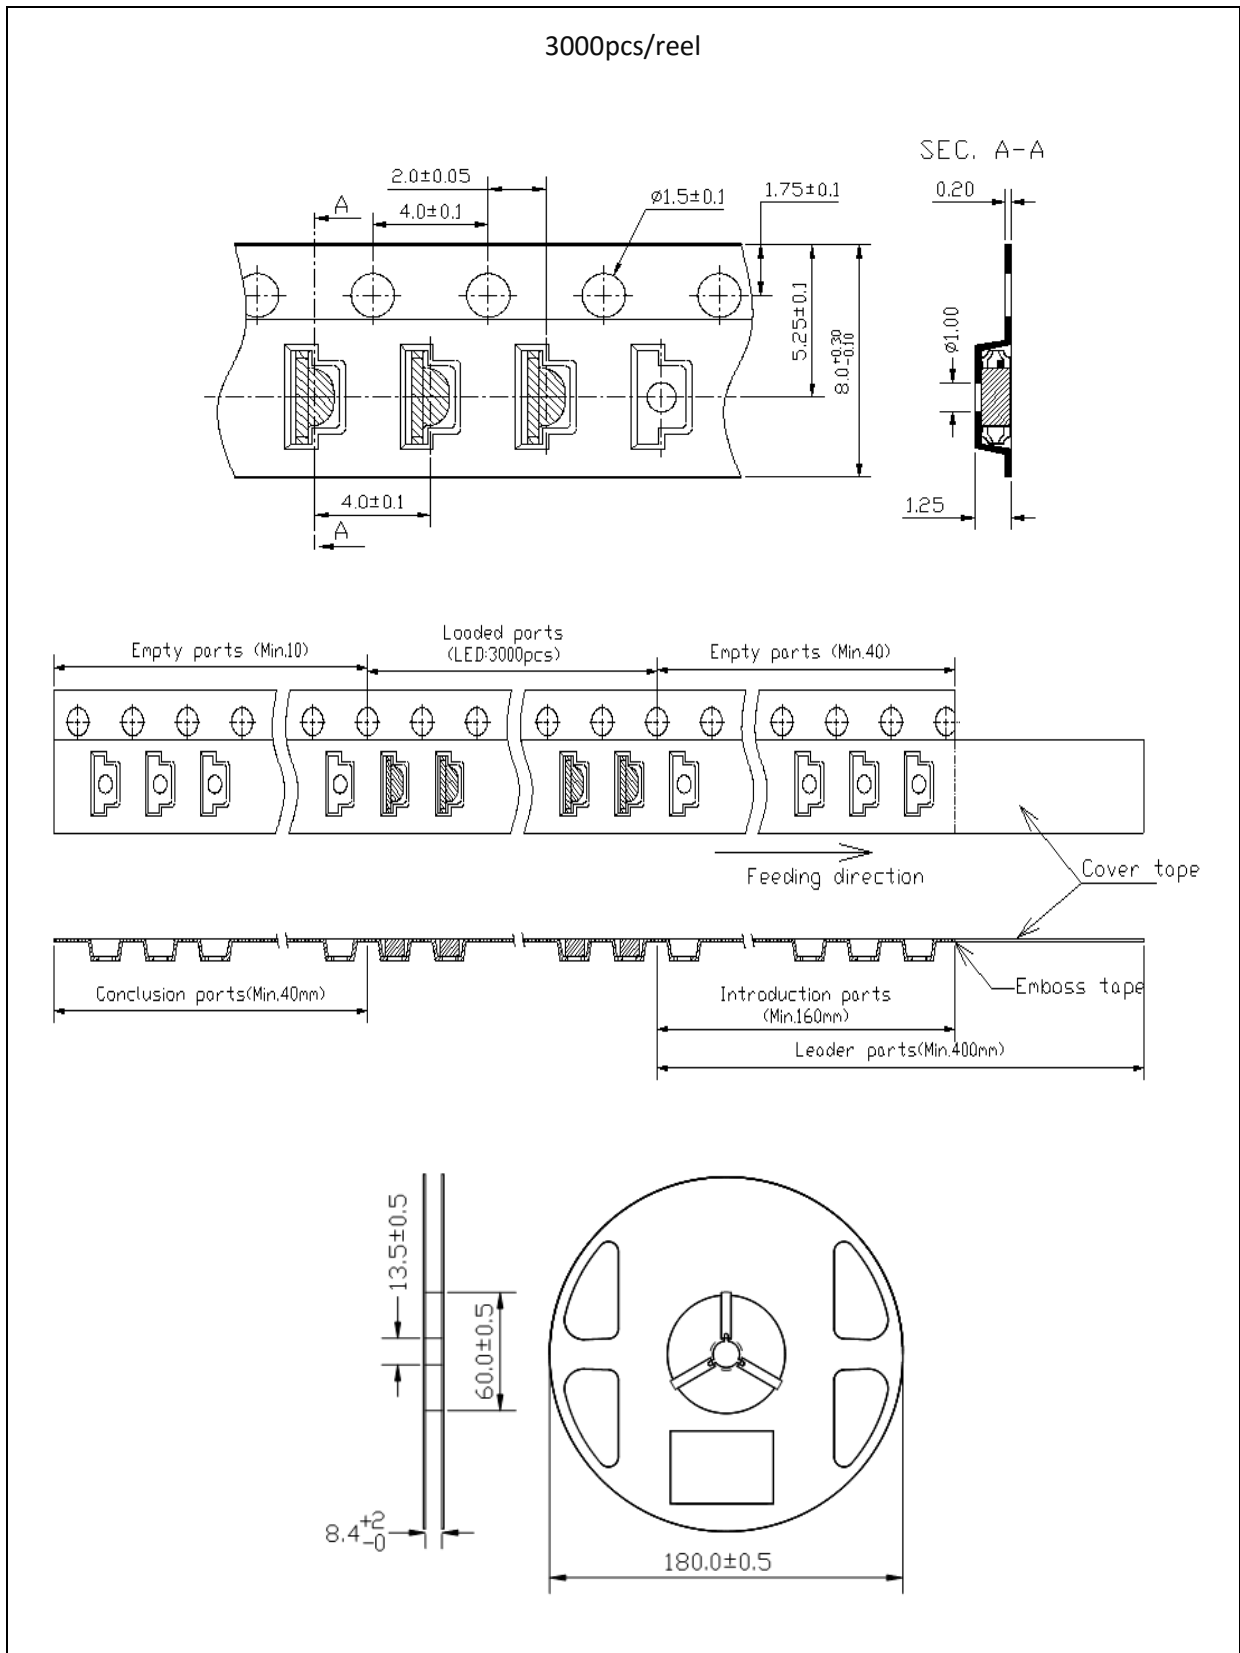 3000pcs/reel
SEC. A-A
2.0±0.05
0.20
A
4.0±0.1
ø1.5±0.1
1.75±0.1
5.25±0.1
8.0+0.30 -0.10
ø1.00
4.0±0.1
A
1.25
Empty parts (Min.10)
Loaded parts
(LED:3000pcs)
Empty parts (Min.40)
Feeding direction
Cover tape
Conclusion parts(Min.40mm)
Introduction parts
(Min.160mm)
Emboss tape
Leader parts(Min.400mm)
13.5±0.5
60.0±0.5
8.4+2 -0
180.0±0.5